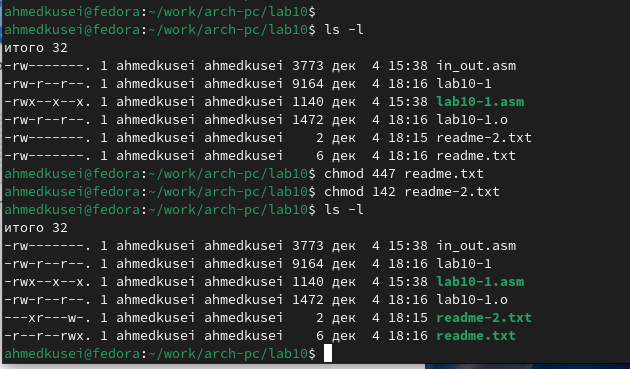 ahmedkusei@fedora:~/work/arch-pc/lab10$
ahmedkusei@fedora:~/work/arch-pc/lab10$ ls -l
итого 32
-rw-------. 1 ahmedkusei ahmedkusei 3773 дек  4 15:38 in_out.asm
-rw-r--r--. 1 ahmedkusei ahmedkusei 9164 дек  4 18:16 lab10-1
-rwx--x--x. 1 ahmedkusei ahmedkusei 1140 дек  4 15:38 lab10-1.asm
-rw-r--r--. 1 ahmedkusei ahmedkusei 1472 дек  4 18:16 lab10-1.o
-rw-------. 1 ahmedkusei ahmedkusei    2 дек  4 18:15 readme-2.txt
-rw-------. 1 ahmedkusei ahmedkusei    6 дек  4 18:16 readme.txt
ahmedkusei@fedora:~/work/arch-pc/lab10$ chmod 447 readme.txt
ahmedkusei@fedora:~/work/arch-pc/lab10$ chmod 142 readme-2.txt
ahmedkusei@fedora:~/work/arch-pc/lab10$ ls -l
итого 32
-rw-------. 1 ahmedkusei ahmedkusei 3773 дек  4 15:38 in_out.asm
-rw-r--r--. 1 ahmedkusei ahmedkusei 9164 дек  4 18:16 lab10-1
-rwx--x--x. 1 ahmedkusei ahmedkusei 1140 дек  4 15:38 lab10-1.asm
-rw-r--r--. 1 ahmedkusei ahmedkusei 1472 дек  4 18:16 lab10-1.o
---xr---w-. 1 ahmedkusei ahmedkusei    2 дек  4 18:15 readme-2.txt
-r--r--rwx. 1 ahmedkusei ahmedkusei    6 дек  4 18:16 readme.txt
ahmedkusei@fedora:~/work/arch-pc/lab10$